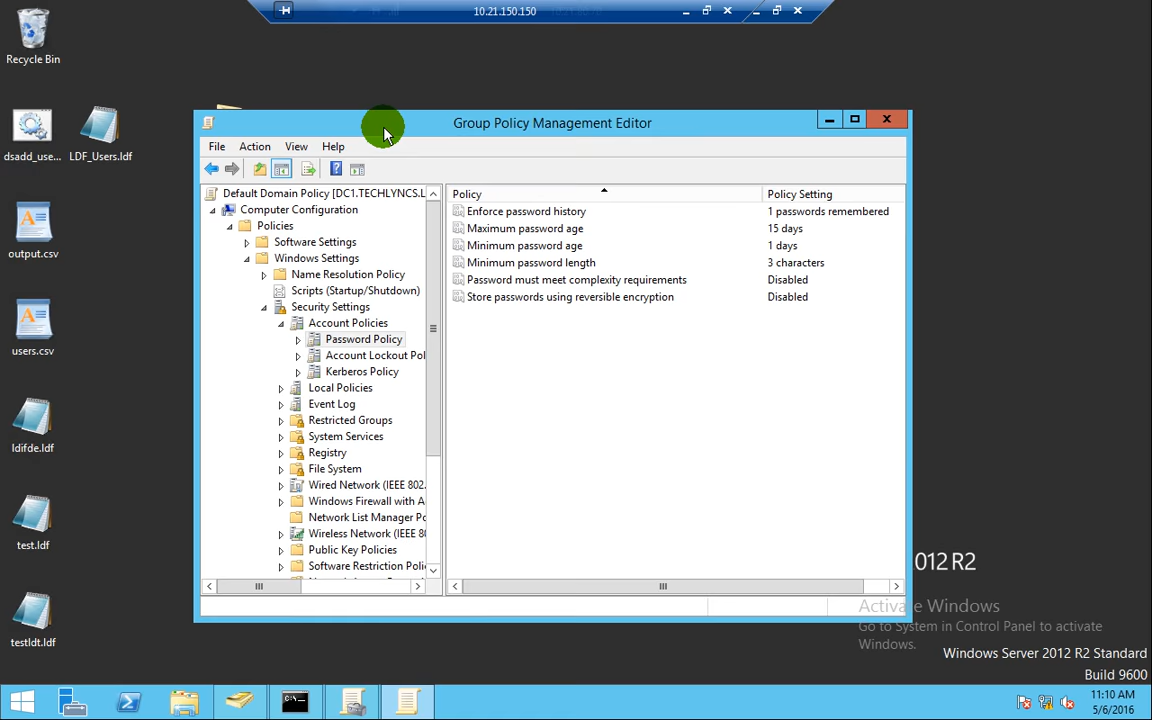 10.21.150.150
Recycle Bin
dsadd_use...
LDF_Users.ldf
output.csv
users.csv
ldifde.ldf
test.ldf
testldt.ldf
Group Policy Management Editor
File Action View Help
Default Domain Policy [DC1.TECHLYNCS.L
Computer Configuration
Policies
Software Settings
Windows Settings
Name Resolution Policy
Scripts (Startup/Shutdown)
Security Settings
Account Policies
Password Policy
Account Lockout Pol
Kerberos Policy
Local Policies
Event Log
Restricted Groups
System Services
Registry
File System
Wired Network (IEEE 802.
Windows Firewall with A
Network List Manager Po
Wireless Network (IEEE 80
Public Key Policies
Software Restriction Poli
Policy Policy Setting
Enforce password history 1 passwords remembered
Maximum password age 15 days
Minimum password age 1 days
Minimum password length 3 characters
Password must meet complexity requirements Disabled
Store passwords using reversible encryption Disabled
2012 R2
Activate Windows
Go to System in Control Panel to activate
Windows.
Windows Server 2012 R2 Standard
Build 9600
11:10 AM
5/6/2016